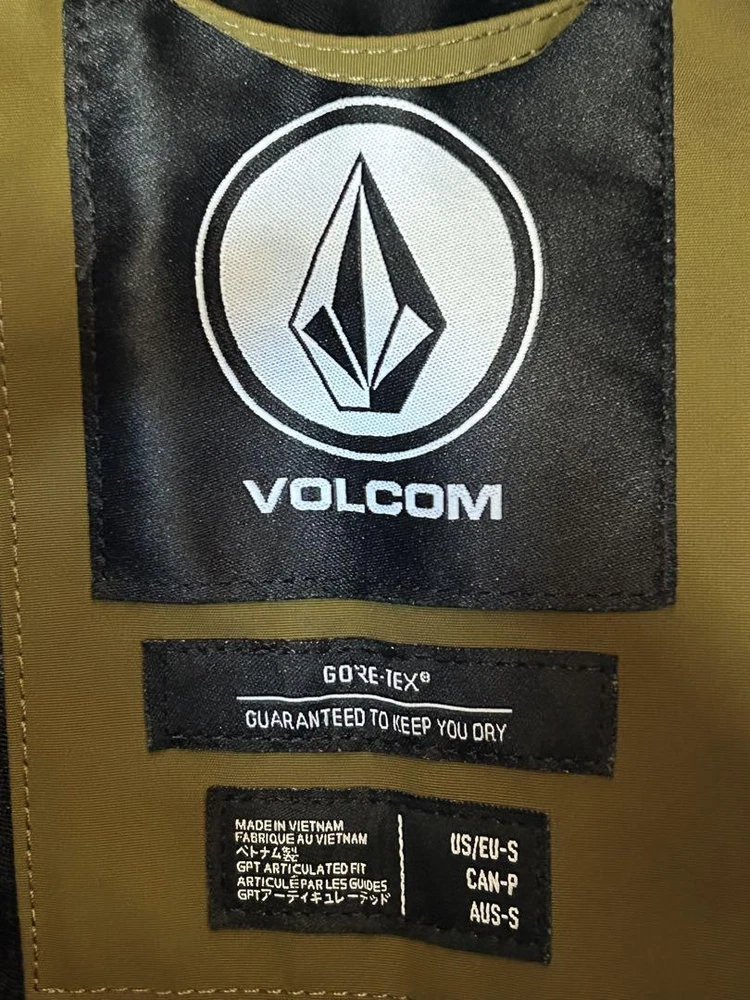 VOLCOM
GORE-TEX®
GUARANTEED TO KEEP YOU DRY
MADE IN VIETNAM
FABRIQUE AU VIETNAM
ベトナム製
GPT ARTICULATED FIT
ARTICULÉ PAR LES GUIDES
GPTアーティキュレーテッド
US/EU-S
CAN-P
AUS-S